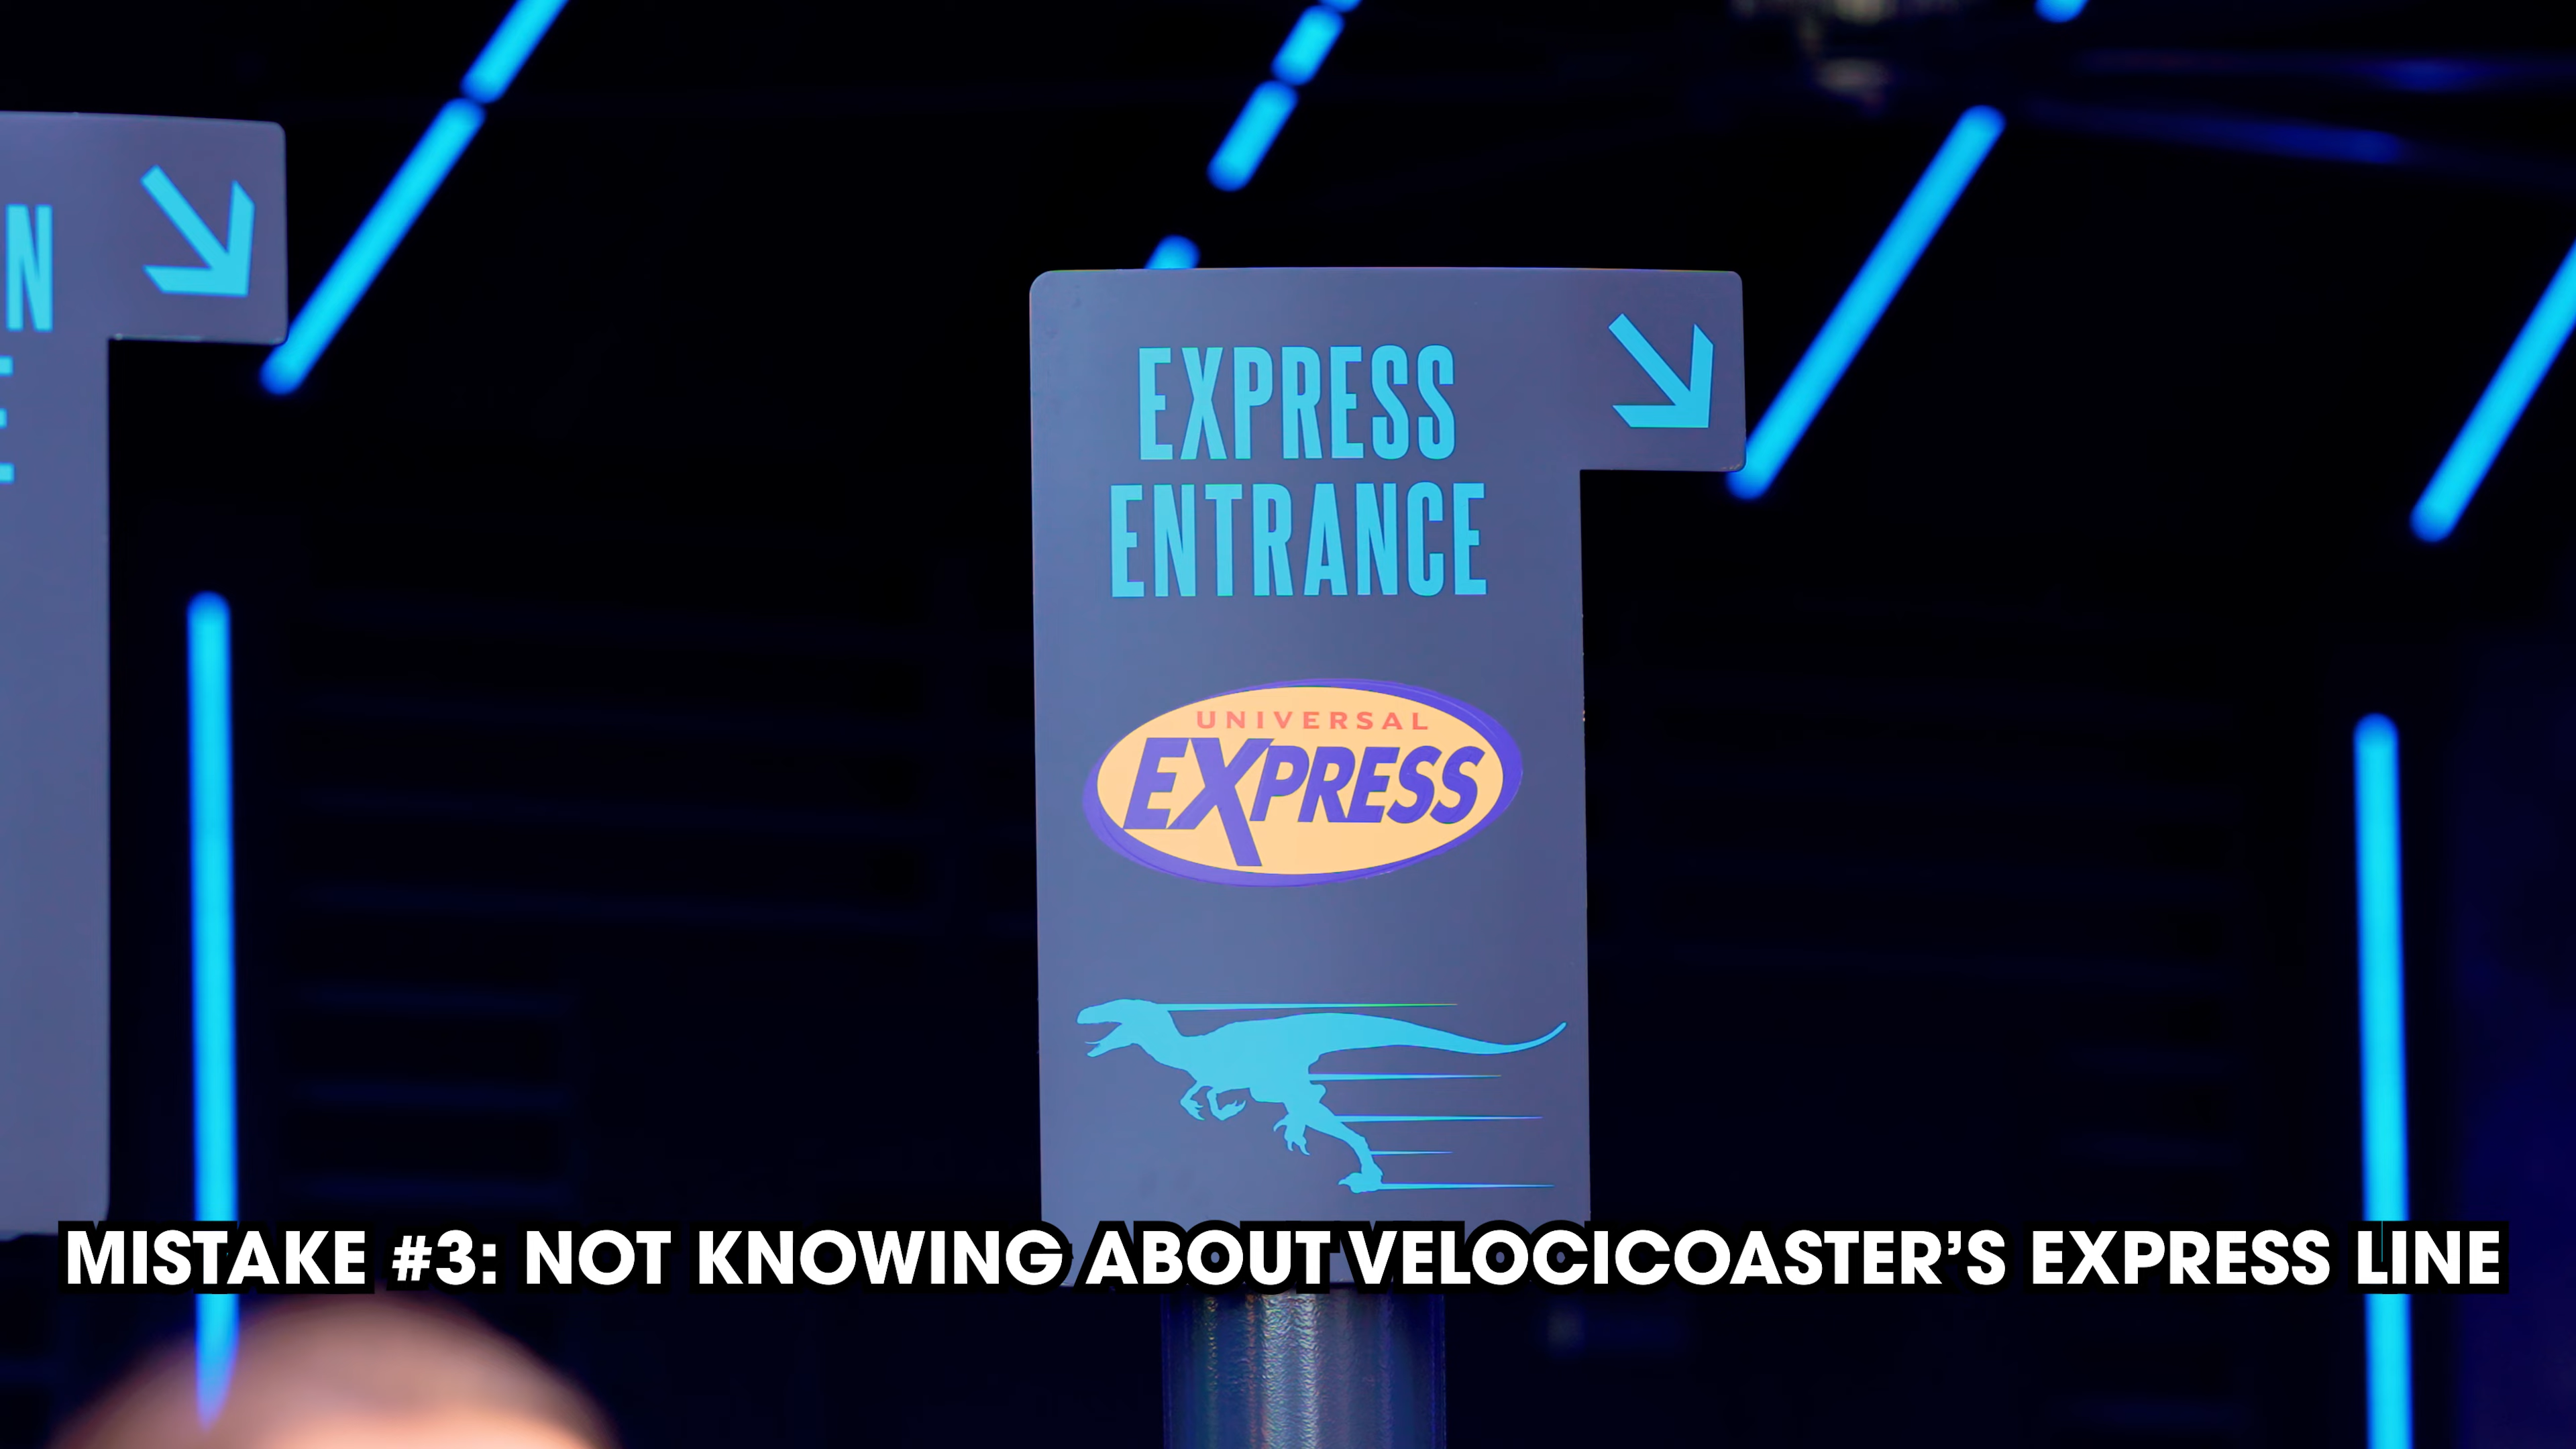 EXPRESS
ENTRANCE
UNIVERSAL
EXPRESS
MISTAKE #3: NOT KNOWING ABOUT VELOCICOASTER’S EXPRESS LINE